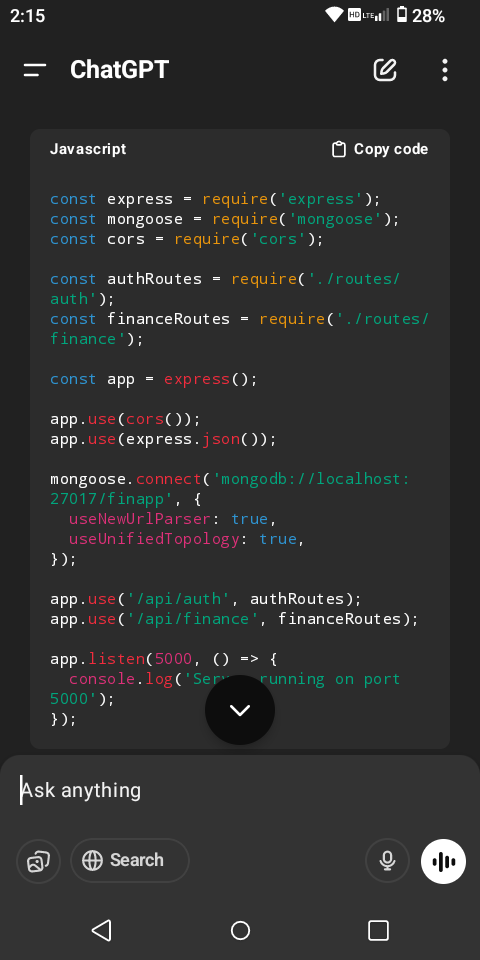 2:15 HD LTE 28%
ChatGPT
Javascript Copy code
const express = require('express');
const mongoose = require('mongoose');
const cors = require('cors');
const authRoutes = require('./routes/
auth');
const financeRoutes = require('./routes/
finance');
const app = express();
app.use(cors());
app.use(express.json());
mongoose.connect('mongodb://localhost:
27017/finapp', {
  useNewUrlParser: true,
  useUnifiedTopology: true,
});
app.use('/api/auth', authRoutes);
app.use('/api/finance', financeRoutes);
app.listen(5000, () => {
  console.log(' running on port
5000');
});
Ask anything
Search